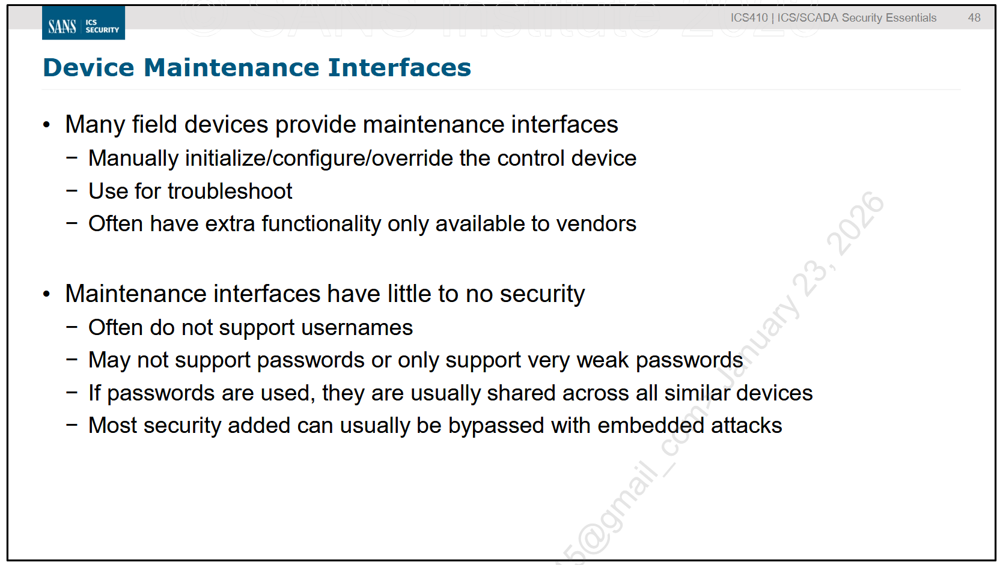 © SANS Institute 2026
SANS
ICS
SECURITY
ICS410 | ICS/SCADA Security Essentials 48
Device Maintenance Interfaces
• Many field devices provide maintenance interfaces
− Manually initialize/configure/override the control device
− Use for troubleshoot
− Often have extra functionality only available to vendors
• Maintenance interfaces have little to no security
− Often do not support usernames
− May not support passwords or only support very weak passwords
− If passwords are used, they are usually shared across all similar devices
− Most security added can usually be bypassed with embedded attacks
5@gmail_com> January 23, 2026